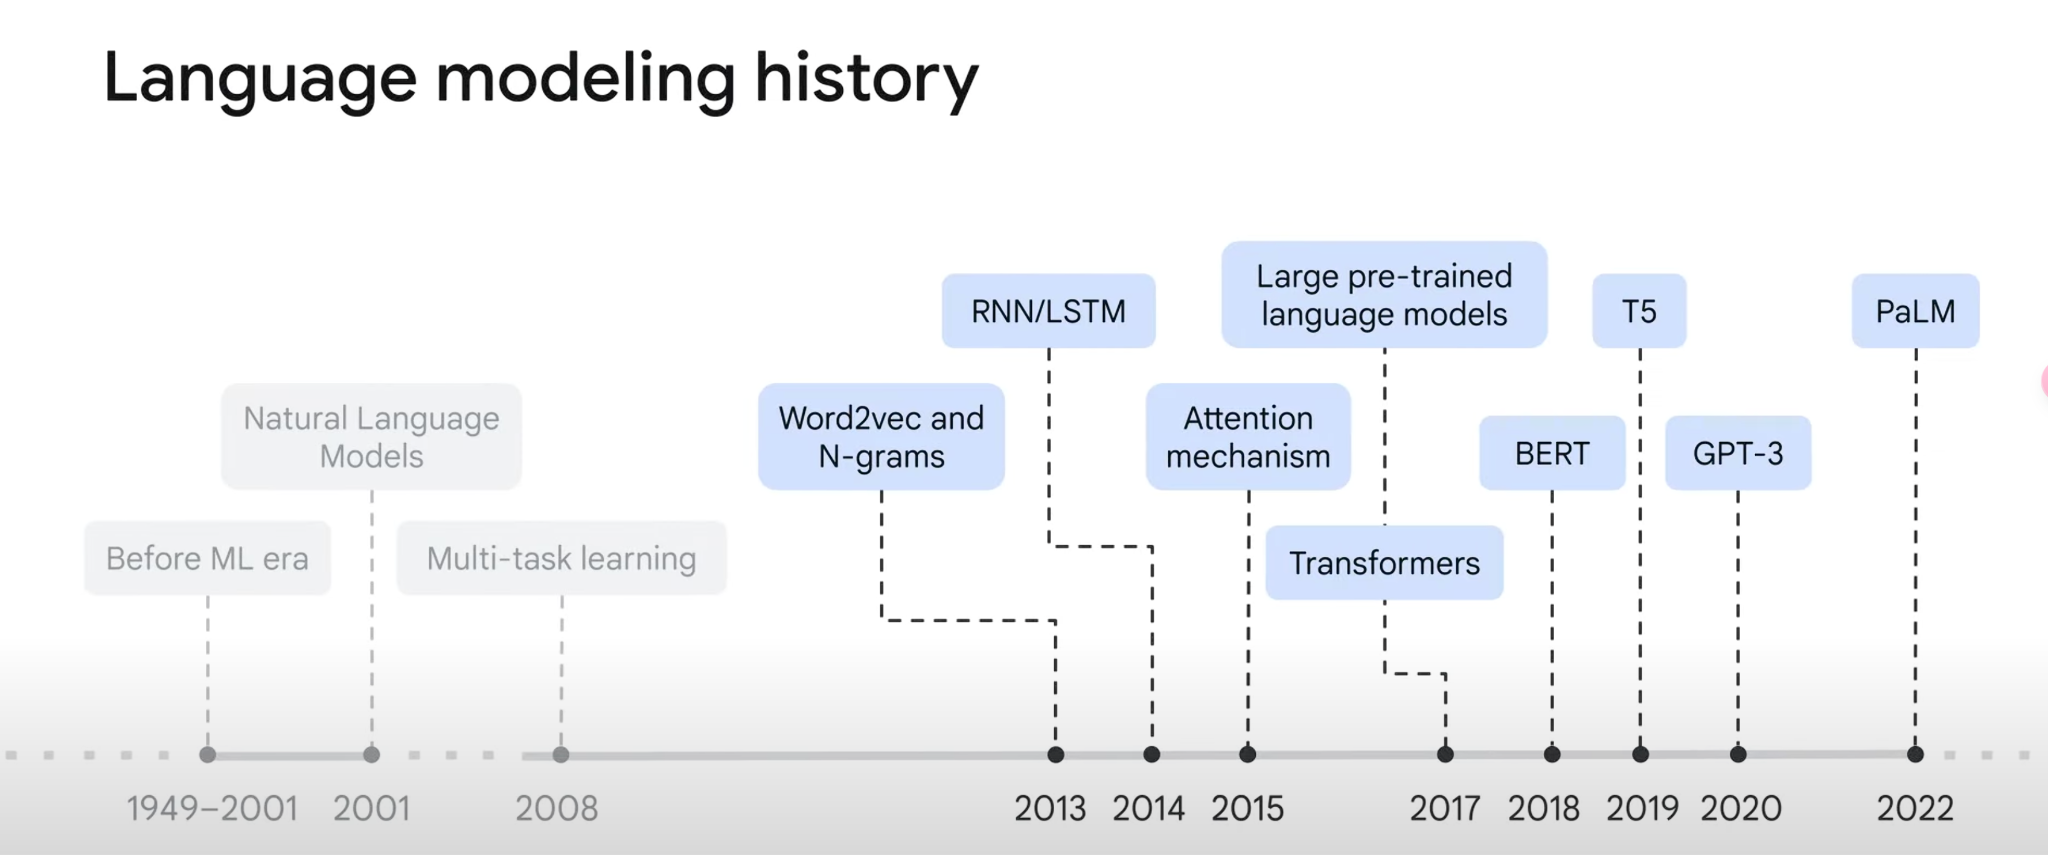 Language modeling history
Large pre-trained
language models
RNN/LSTM
T5
PaLM
Natural Language
Models
Word2vec and
N-grams
Attention
mechanism
BERT
GPT-3
Before ML era
Multi-task learning
Transformers
1949–2001
2001
2008
2013
2014
2015
2017
2018
2019
2020
2022